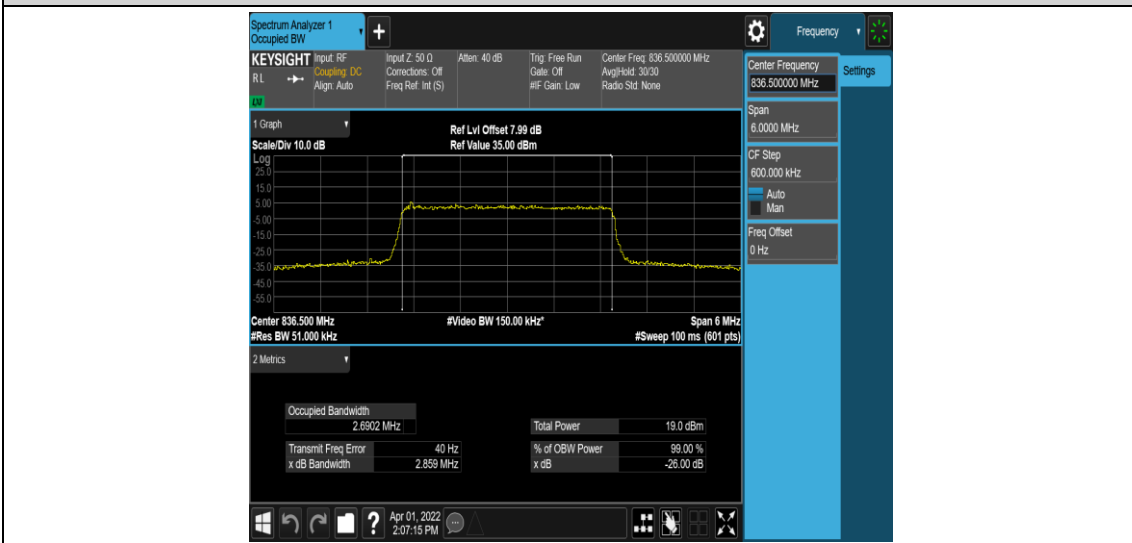 Spectrum Analyzer 1
Occupied BW
+
Frequency
KEYSIGHT
RL
LXI
Input: RF
Coupling: DC
Align: Auto
Input Z: 50 Ω
Corrections: Off
Freq Ref: Int (S)
Atten: 40 dB
Trig: Free Run
Gate: Off
#IF Gain: Low
Center Freq: 836.500000 MHz
Avg|Hold: 30/30
Radio Std: None
Center Frequency
836.500000 MHz
Settings
Span
6.0000 MHz
CF Step
600.000 kHz
Auto
Man
Freq Offset
0 Hz
1 Graph
Scale/Div 10.0 dB
Ref Lvl Offset 7.99 dB
Ref Value 35.00 dBm
Log
25.0
15.0
5.00
-5.00
-15.0
-25.0
-35.0
-45.0
-55.0
Center 836.500 MHz
#Video BW 150.00 kHz*
Span 6 MHz
#Res BW 51.000 kHz
#Sweep 100 ms (601 pts)
2 Metrics
Occupied Bandwidth
2.6902 MHz
Total Power 19.0 dBm
Transmit Freq Error 40 Hz
% of OBW Power 99.00 %
x dB Bandwidth 2.859 MHz
x dB -26.00 dB
?
Apr 01, 2022
2:07:15 PM